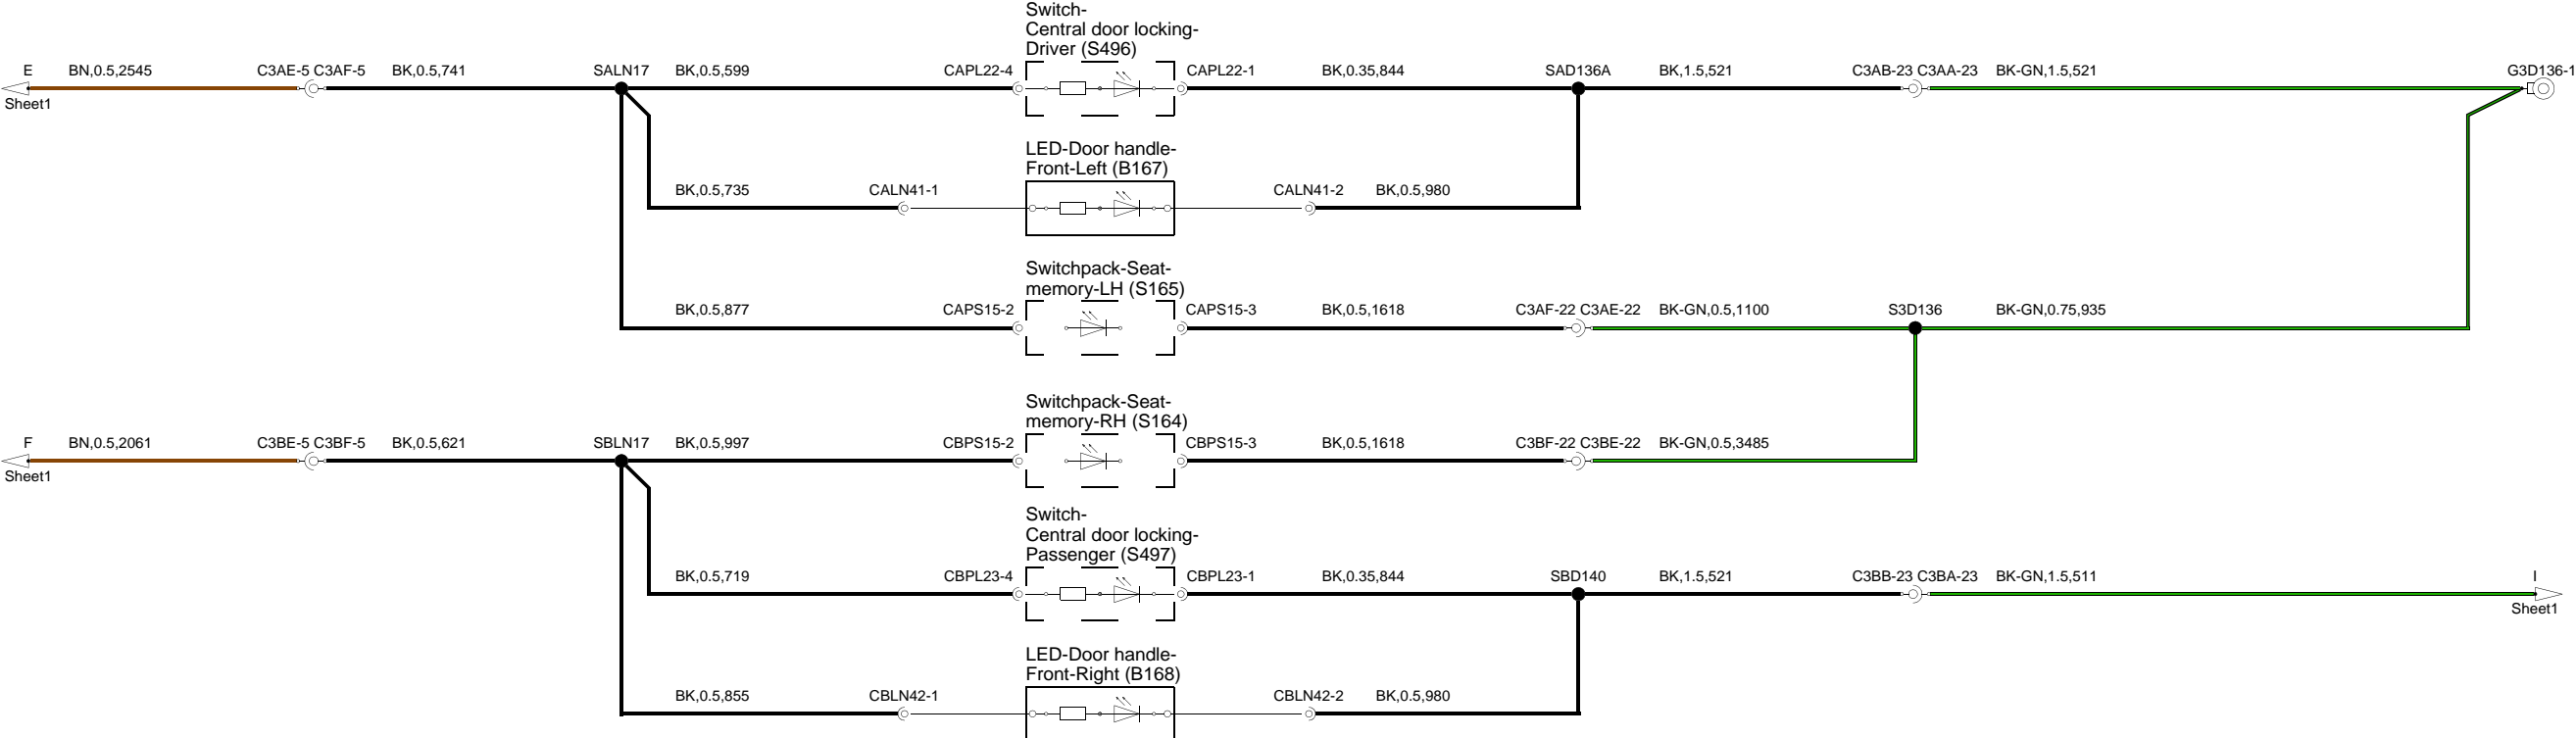 Switch-
Central door locking-
Driver (S496)
E BN,0.5,2545 C3AE-5 C3AF-5 BK,0.5,741 SALN17 BK,0.5,599 CAPL22-4 CAPL22-1 BK,0.35,844 SAD136A BK,1.5,521 C3AB-23 C3AA-23 BK-GN,1.5,521 G3D136-1
Sheet1
LED-Door handle-
Front-Left (B167)
BK,0.5,735 CALN41-1 CALN41-2 BK,0.5,980
Switchpack-Seat-
memory-LH (S165)
BK,0.5,877 CAPS15-2 CAPS15-3 BK,0.5,1618 C3AF-22 C3AE-22 BK-GN,0.5,1100 S3D136 BK-GN,0.75,935
Switchpack-Seat-
memory-RH (S164)
F BN,0.5,2061 C3BE-5 C3BF-5 BK,0.5,621 SBLN17 BK,0.5,997 CBPS15-2 CBPS15-3 BK,0.5,1618 C3BF-22 C3BE-22 BK-GN,0.5,3485
Sheet1
Switch-
Central door locking-
Passenger (S497)
BK,0.5,719 CBPL23-4 CBPL23-1 BK,0.35,844 SBD140 BK,1.5,521 C3BB-23 C3BA-23 BK-GN,1.5,511 I
Sheet1
LED-Door handle-
Front-Right (B168)
BK,0.5,855 CBLN42-1 CBLN42-2 BK,0.5,980